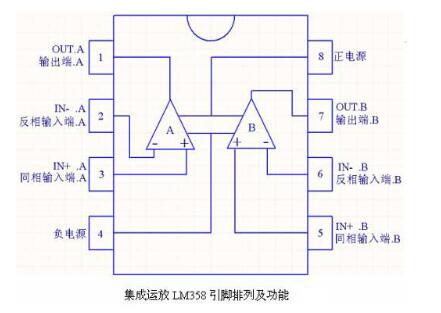 OUT.A
输出端.A
1
IN- .A
反相输入端.A
2
IN+ .A
同相输入端.A
3
负电源
4
A
- +
B
+ -
8
正电源
7
OUT.B
输出端.B
6
IN- .B
反相输入端.B
5
IN+ .B
同相输入端.B
集成运放 LM358 引脚排列及功能